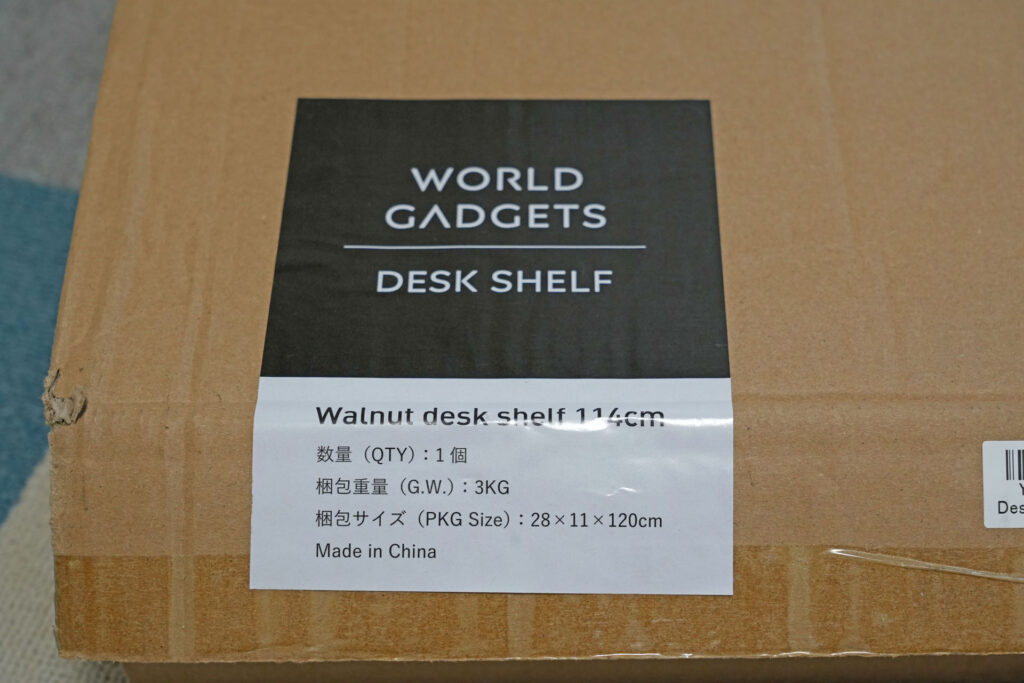 WORLD
GADGETS
DESK SHELF
Walnut desk shelf 114cm
数量（QTY）：1 個
梱包重量（G.W.）：3KG
梱包サイズ（PKG Size）：28×11×120cm
Made in China